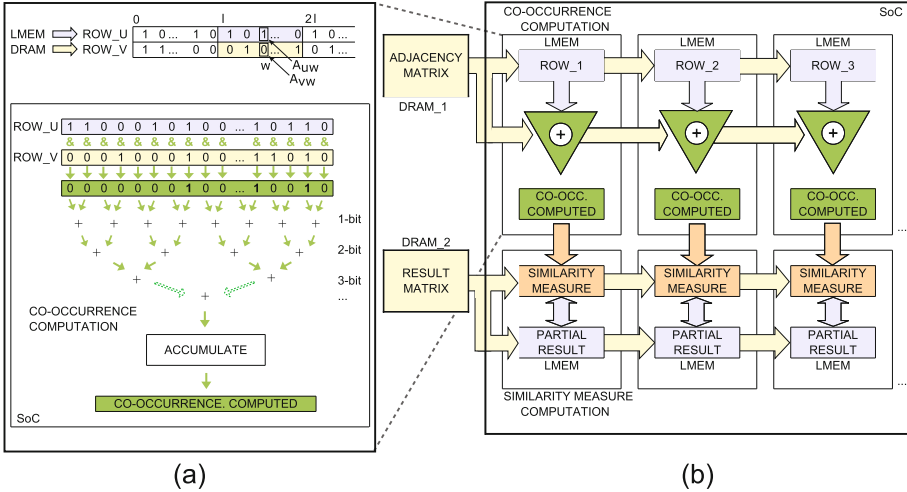 0 I 2I
LMEM ROW_U 1 0 ... 1 0 1 0 1 ... 0 1 0 ...
DRAM ROW_V 1 1 ... 0 0 0 1 0 ... 1 1 0 ...
w A_UW
A_VW
ROW_U 1 1 0 0 0 1 0 1 0 0 ... 1 0 1 1 0
& & & & & & & & & & & & & &
ROW_V 0 0 0 1 0 0 0 1 0 0 ... 1 1 0 1 0
0 0 0 0 0 0 0 1 0 0 ... 1 0 0 1 0
+ + + + + + 1-bit
+ + + 2-bit
+ + 3-bit
+ ...
CO-OCCURRENCE
COMPUTATION
ACCUMULATE
CO-OCCURRENCE. COMPUTED
SoC
(a)
CO-OCCURRENCE
COMPUTATION
SoC
ADJACENCY
MATRIX
DRAM_1
LMEM LMEM LMEM
ROW_1 ROW_2 ROW_3
+ + +
CO-OCC.
COMPUTED
CO-OCC.
COMPUTED
CO-OCC.
COMPUTED
...
DRAM_2
RESULT
MATRIX
SIMILARITY
MEASURE
SIMILARITY
MEASURE
SIMILARITY
MEASURE
PARTIAL
RESULT
PARTIAL
RESULT
PARTIAL
RESULT
LMEM LMEM LMEM
...
SIMILARITY MEASURE
COMPUTATION
(b)